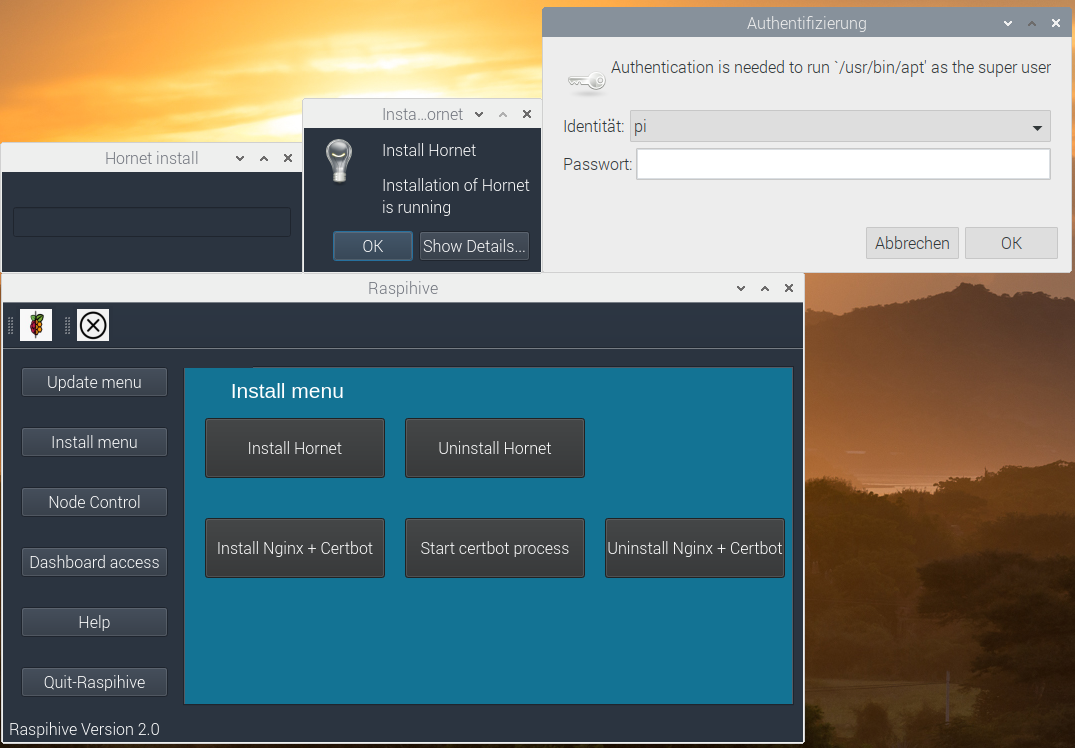 Authentifizierung
Authentication is needed to run `/usr/bin/apt' as the super user
Identität: pi
Passwort:
Abbrechen OK
Insta...ornet
Install Hornet
Installation of Hornet
is running
OK Show Details...
Hornet install
Raspihive
Update menu
Install menu
Node Control
Dashboard access
Help
Quit-Raspihive
Install menu
Install Hornet Uninstall Hornet
Install Nginx + Certbot Start certbot process Uninstall Nginx + Certbot
Raspihive Version 2.0